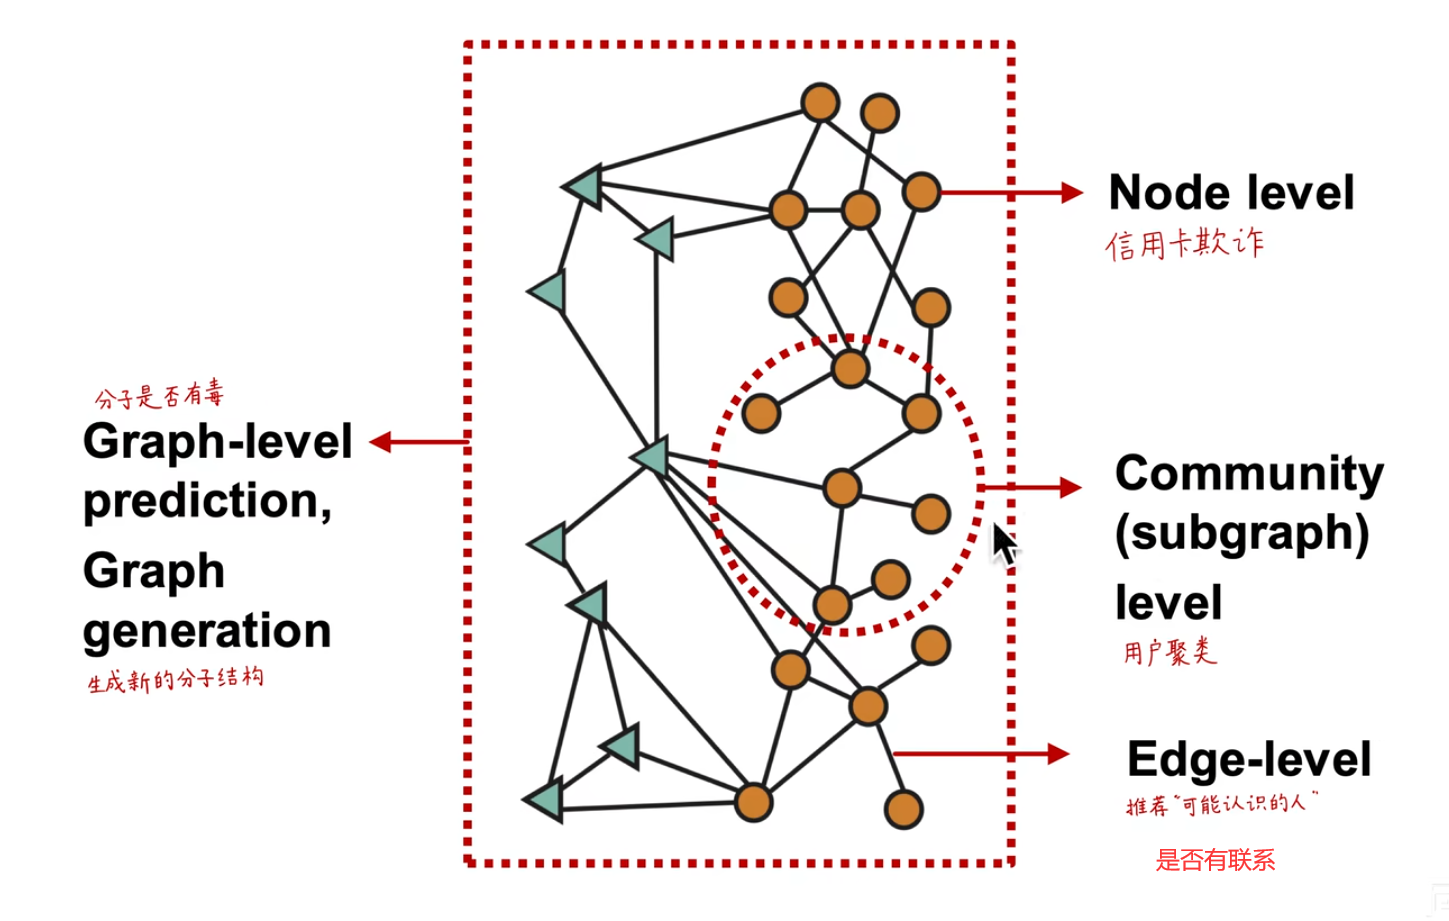 Node level
信用卡欺诈
分子是否有毒
Graph-level
prediction,
Graph
generation
生成新的分子结构
Community
(subgraph)
level
用户聚类
Edge-level
推荐“可能认识的人”
是否有联系